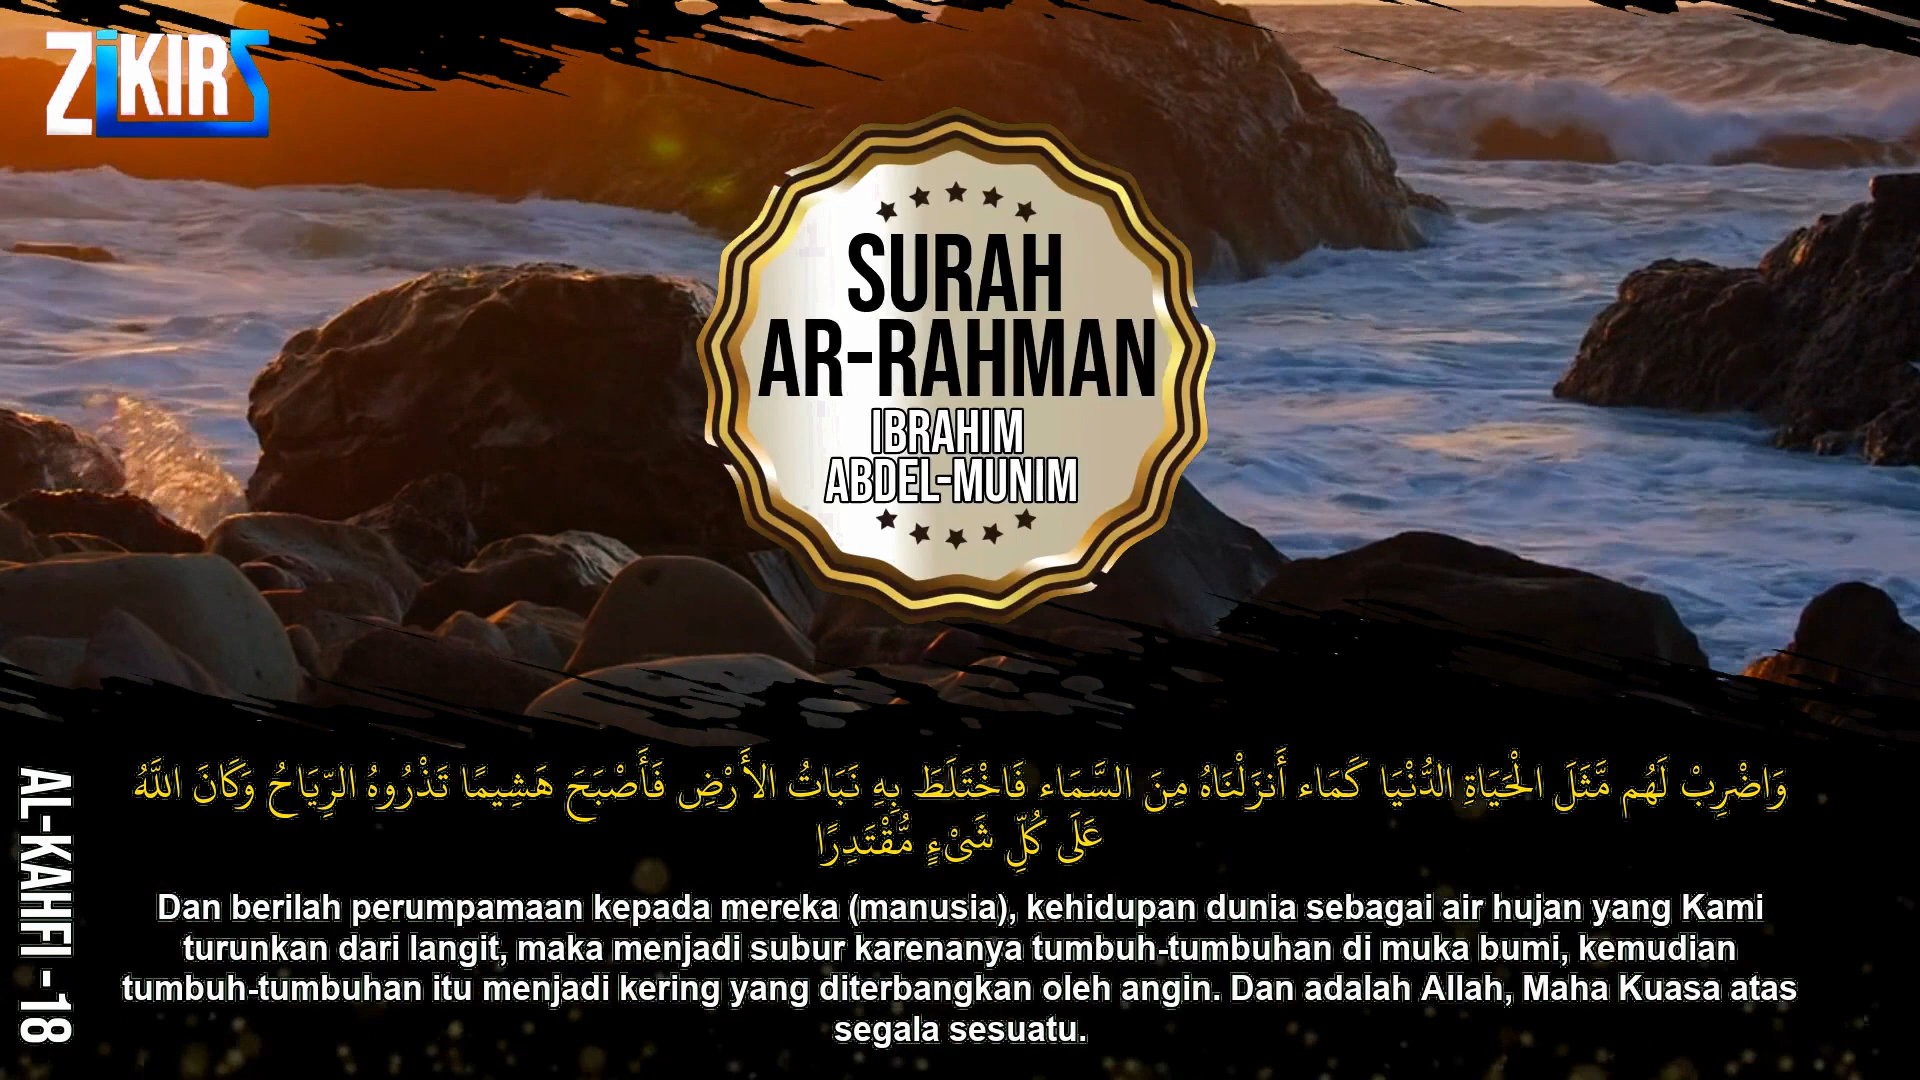 ZIKIRS
SURAH
AR-RAHMAN
IBRAHIM
ABDEL-MUNIM
AL-KAHFI - 18
وَاضْرِبْ لَهُم مَّثَلَ الْحَيَاةِ الدُّنْيَا كَمَاء أَنزَلْنَاهُ مِنَ السَّمَاء فَاخْتَلَطَ بِهِ نَبَاتُ الأَرْضِ فَأَصْبَحَ هَشِيمًا تَذْرُوهُ الرِّيَاحُ وَكَانَ اللَّهُ
عَلَى كُلِّ شَىْءٍ مُّقْتَدِرًا
Dan berilah perumpamaan kepada mereka (manusia), kehidupan dunia sebagai air hujan yang Kami
turunkan dari langit, maka menjadi subur karenanya tumbuh-tumbuhan di muka bumi, kemudian
tumbuh-tumbuhan itu menjadi kering yang diterbangkan oleh angin. Dan adalah Allah, Maha Kuasa atas
segala sesuatu.